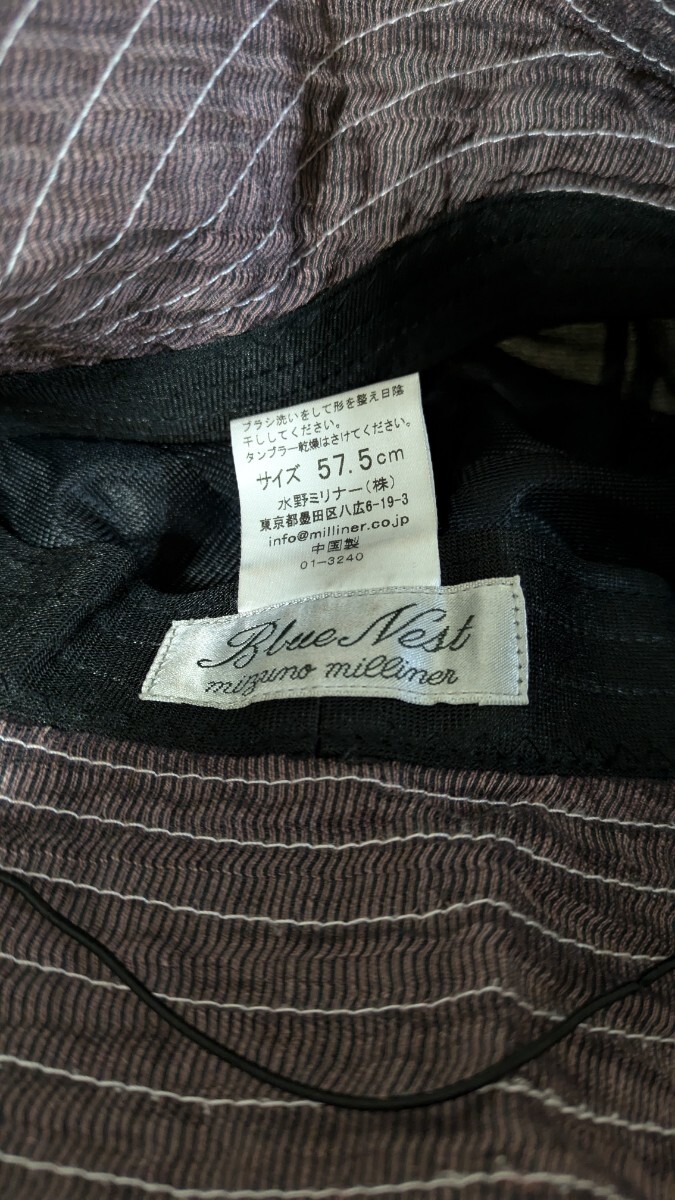 ブラシ洗いをして形を整え日陰
干ししてください。
タンブラー乾燥はさけてください。
サイズ 57.5cm
水野ミリナー(株)
東京都墨田区八広6-19-3
info@milliner.co.jp
中国製
01-3240
Blue Nest
mizuno milliner